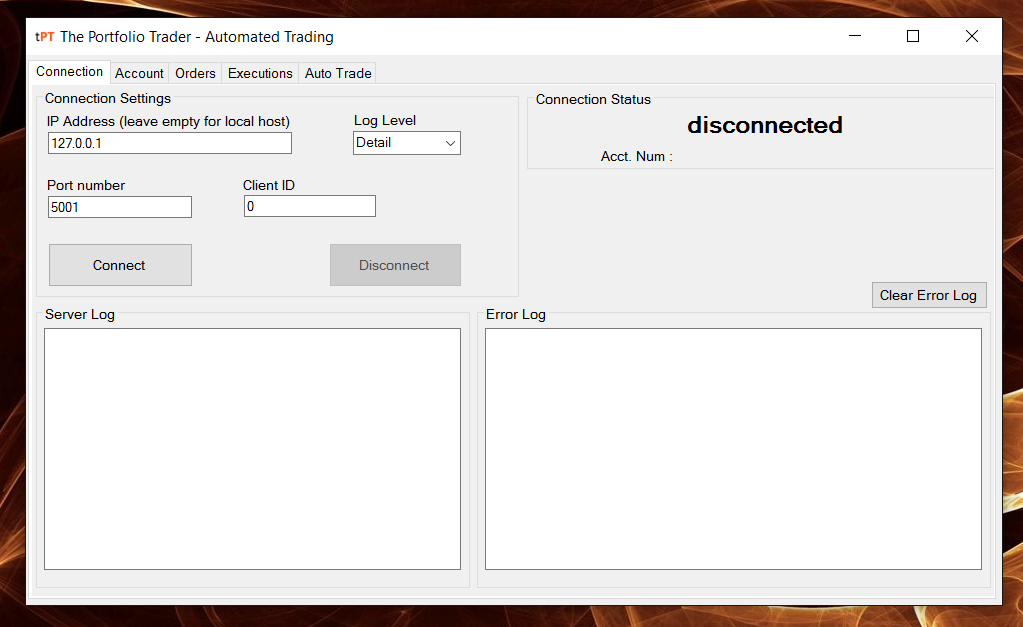 tPT The Portfolio Trader - Automated Trading
Connection Account Orders Executions Auto Trade
Connection Settings
IP Address (leave empty for local host)
127.0.0.1
Log Level
Detail
Port number
5001
Client ID
0
Connect
Disconnect
Connection Status
disconnected
Acct. Num :
Clear Error Log
Server Log
Error Log